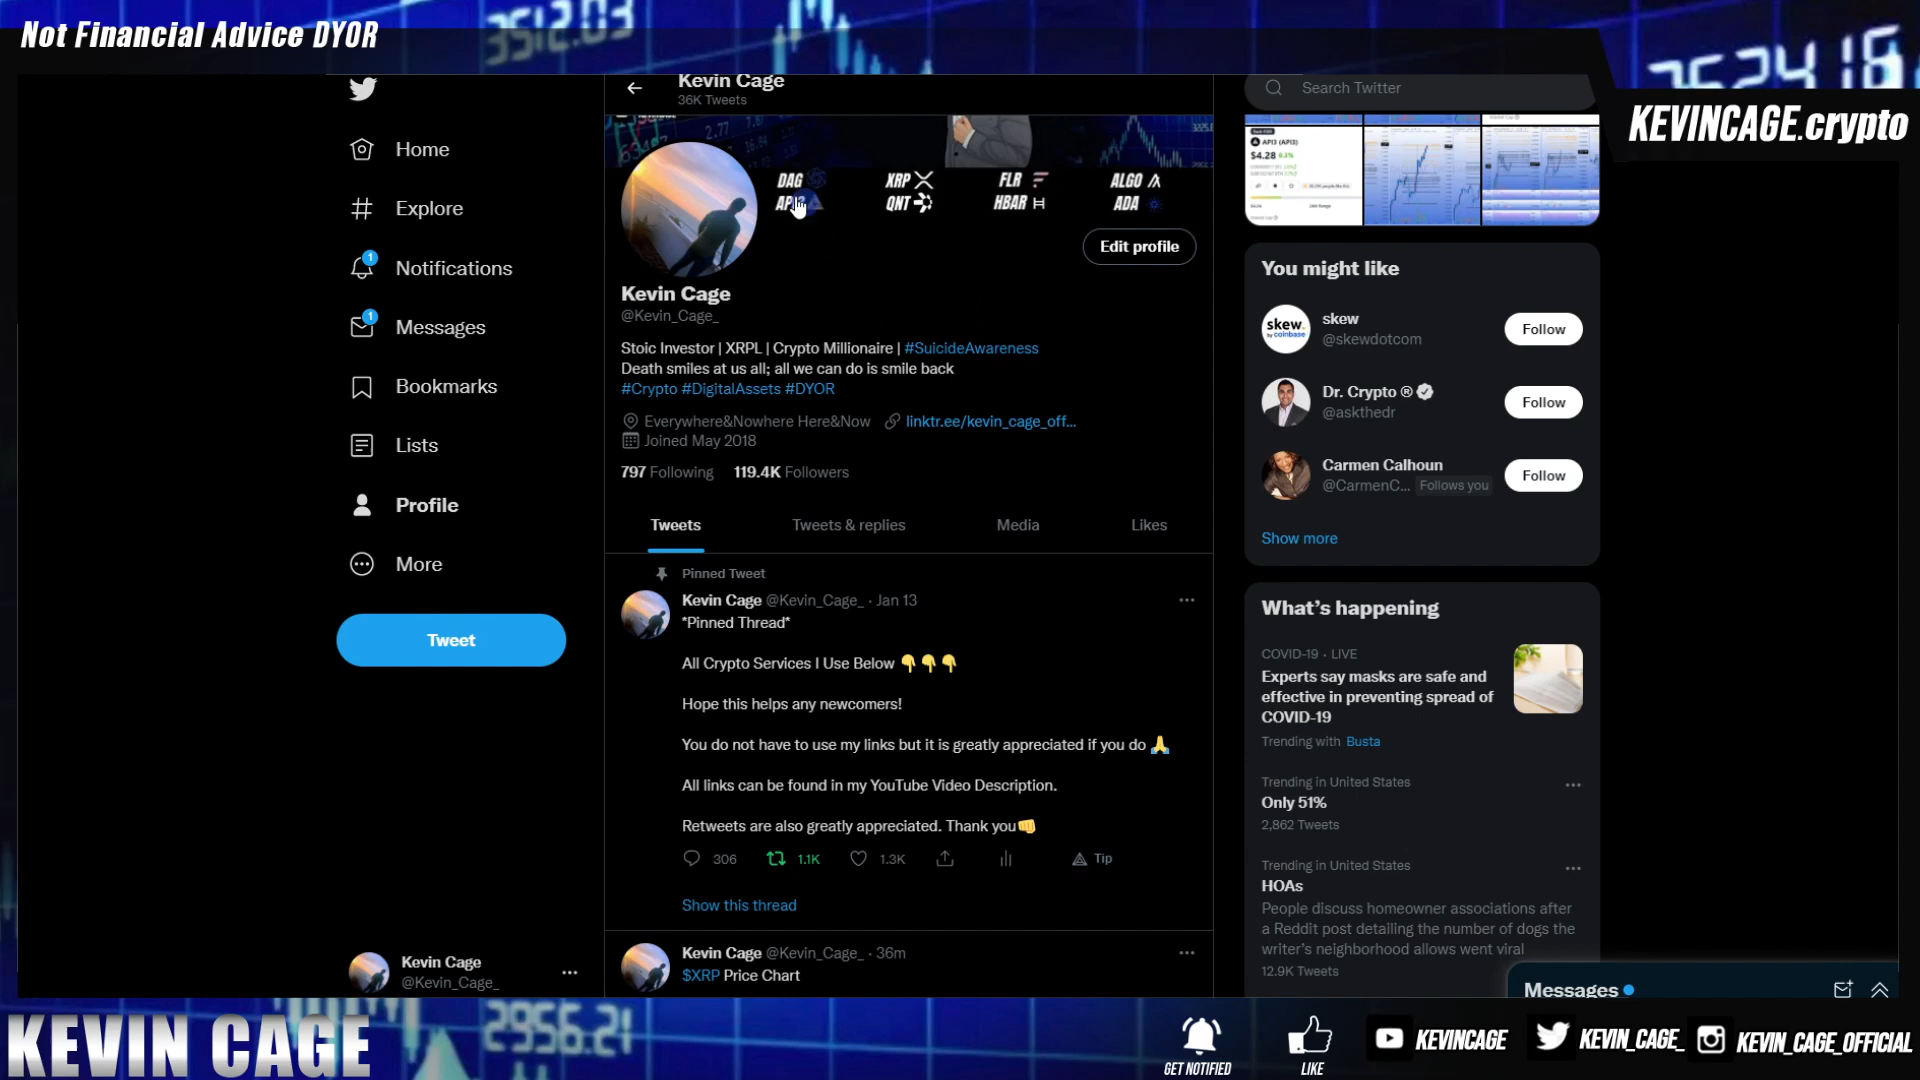 Not Financial Advice DYOR
3512.03
KEVINCAGE.crypto
Home
Explore
1
Notifications
1
Messages
Bookmarks
Lists
Profile
More
Tweet
Kevin Cage
@Kevin_Cage_
Kevin Cage
36K Tweets
DAG
XRP
FLR
ALGO
QNT
HBAR
ADA
Edit profile
Kevin Cage
@Kevin_Cage_
Stoic Investor | XRPL | Crypto Millionaire | #SuicideAwareness
Death smiles at us all; all we can do is smile back
#Crypto #DigitalAssets #DYOR
Everywhere&Nowhere Here&Now linktr.ee/kevin_cage_off...
Joined May 2018
797 Following 119.4K Followers
Tweets Tweets & replies Media Likes
Pinned Tweet
Kevin Cage @Kevin_Cage_ · Jan 13
*Pinned Thread*
All Crypto Services I Use Below 👇👇👇
Hope this helps any newcomers!
You do not have to use my links but it is greatly appreciated if you do 🙏
All links can be found in my YouTube Video Description.
Retweets are also greatly appreciated. Thank you👊
306 1.1K 1.3K Tip
Show this thread
Kevin Cage @Kevin_Cage_ · 36m
$XRP Price Chart
Search Twitter
API3 (API3)
$4.28
You might like
skew
@skewdotcom
Follow
Dr. Crypto ®
@askthedr
Follow
Carmen Calhoun
@CarmenC... Follows you
Follow
Show more
What's happening
COVID-19 · LIVE
Experts say masks are safe and
effective in preventing spread of
COVID-19
Trending with Busta
Trending in United States
Only 51%
2,862 Tweets
Trending in United States
HOAs
People discuss homeowner associations after
a Reddit post detailing the number of dogs the
writer's neighborhood allows went viral
12.9K Tweets
Messages
KEVIN CAGE
2956.21
GET NOTIFIED
LIKE
KEVINCAGE
KEVIN_CAGE_
KEVIN_CAGE_OFFICIAL